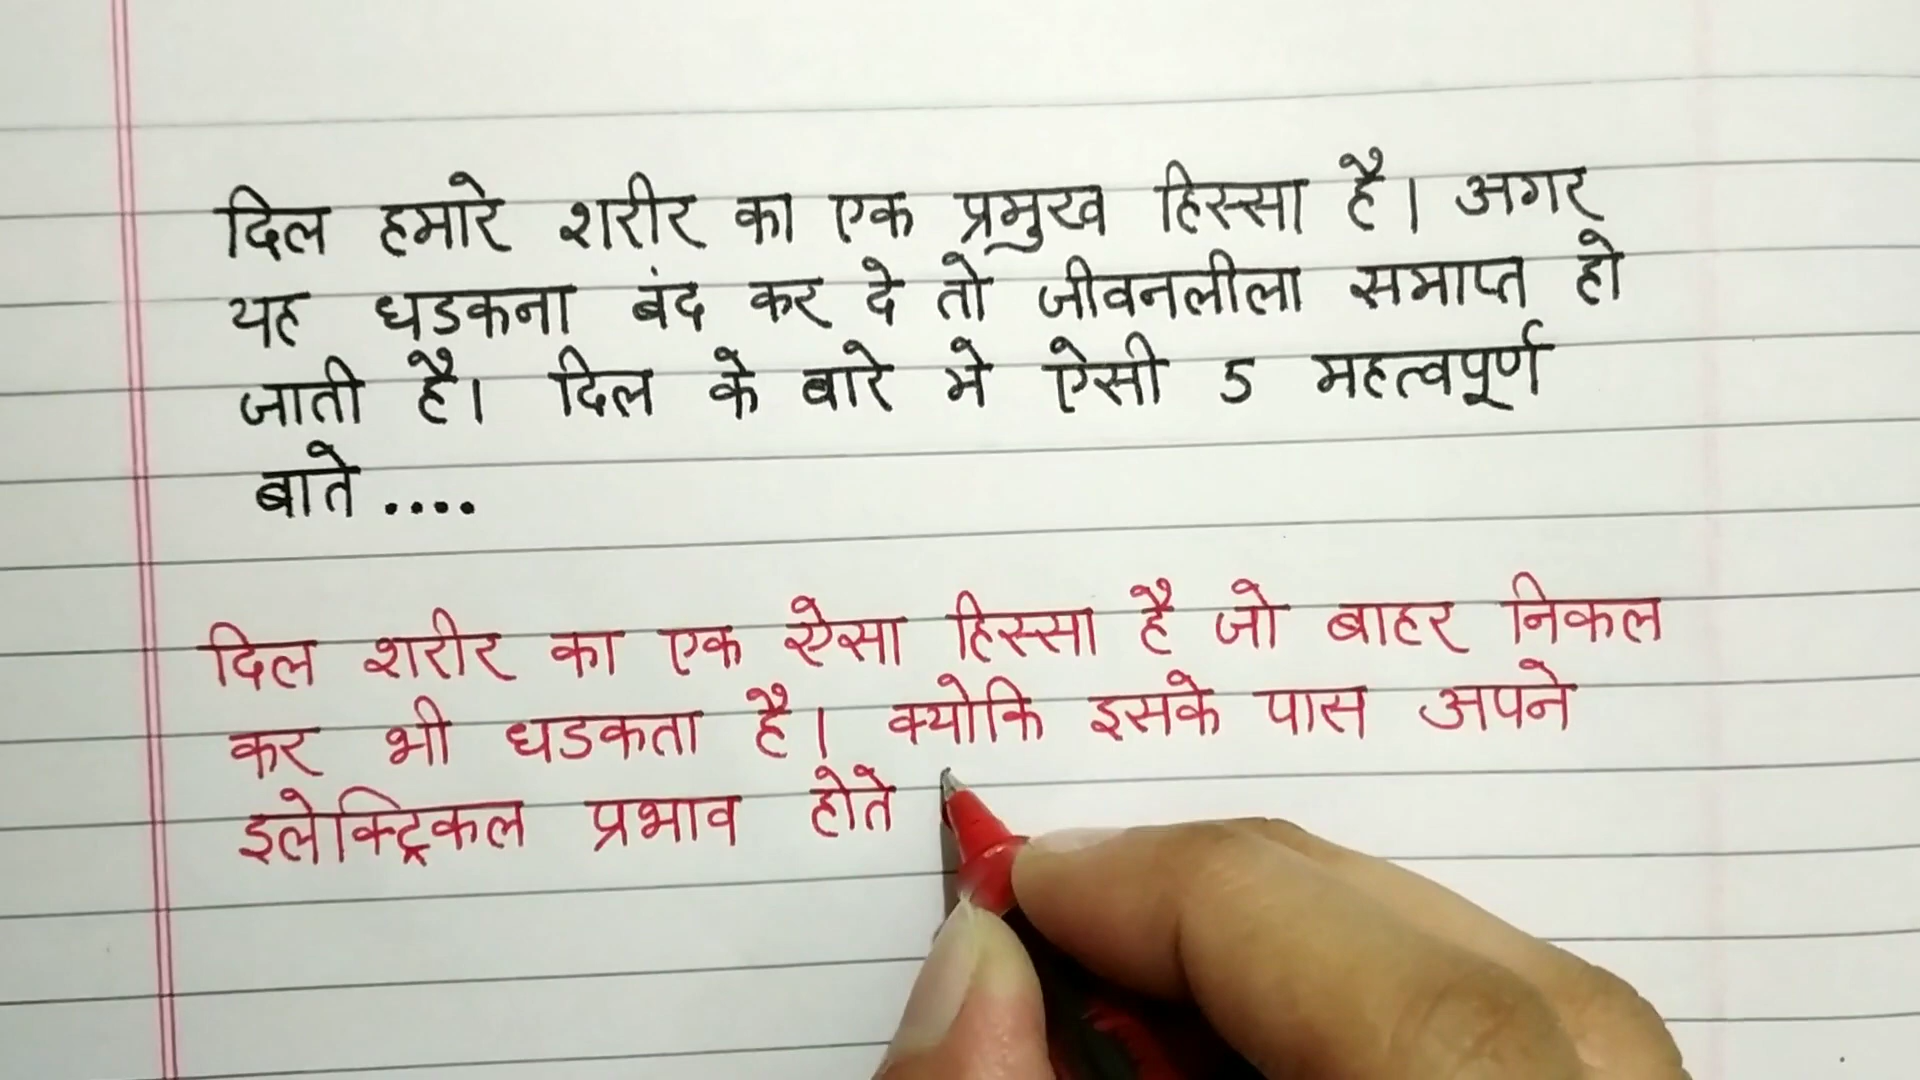 दिल हमारे शरीर का एक प्रमुख हिस्सा है। अगर
यह धडकना बंद कर दे तो जीवनलीला समाप्त हो
जाती है। दिल के बारे मे ऐसी 5 महत्वपूर्ण
बाते ....
दिल शरीर का एक ऐसा हिस्सा है जो बाहर निकल
कर भी धडकता है। क्योकि इसके पास अपने
इलेक्ट्रिकल प्रभाव होते